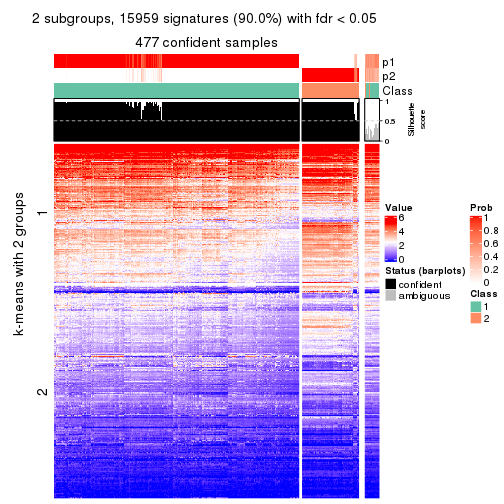 2 subgroups, 15959 signatures (90.0%) with fdr < 0.05
477 confident samples
p1
p2
Class
1
0.5
0
Silhouette
score
k-means with 2 groups
1
2
Value
6
4
2
0
Status (barplots)
confident
ambiguous
Prob
1
0.8
0.6
0.4
0.2
0
Class
1
2